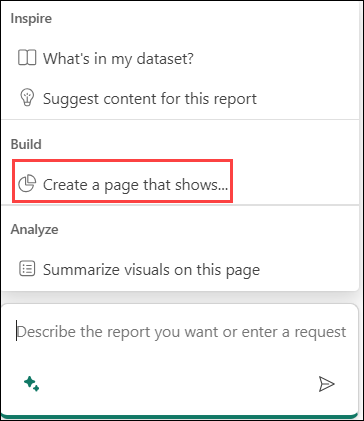 Inspire
What's in my dataset?
Suggest content for this report
Build
Create a page that shows...
Analyze
Summarize visuals on this page
Describe the report you want or enter a request